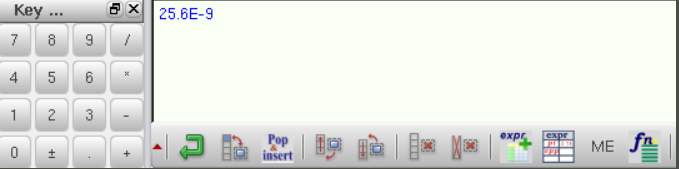 Key ...
25.6E-9
7 8 9 /
4 5 6 *
1 2 3 -
0 ± . +
Pop
&
insert
expr
expr
ME
fn